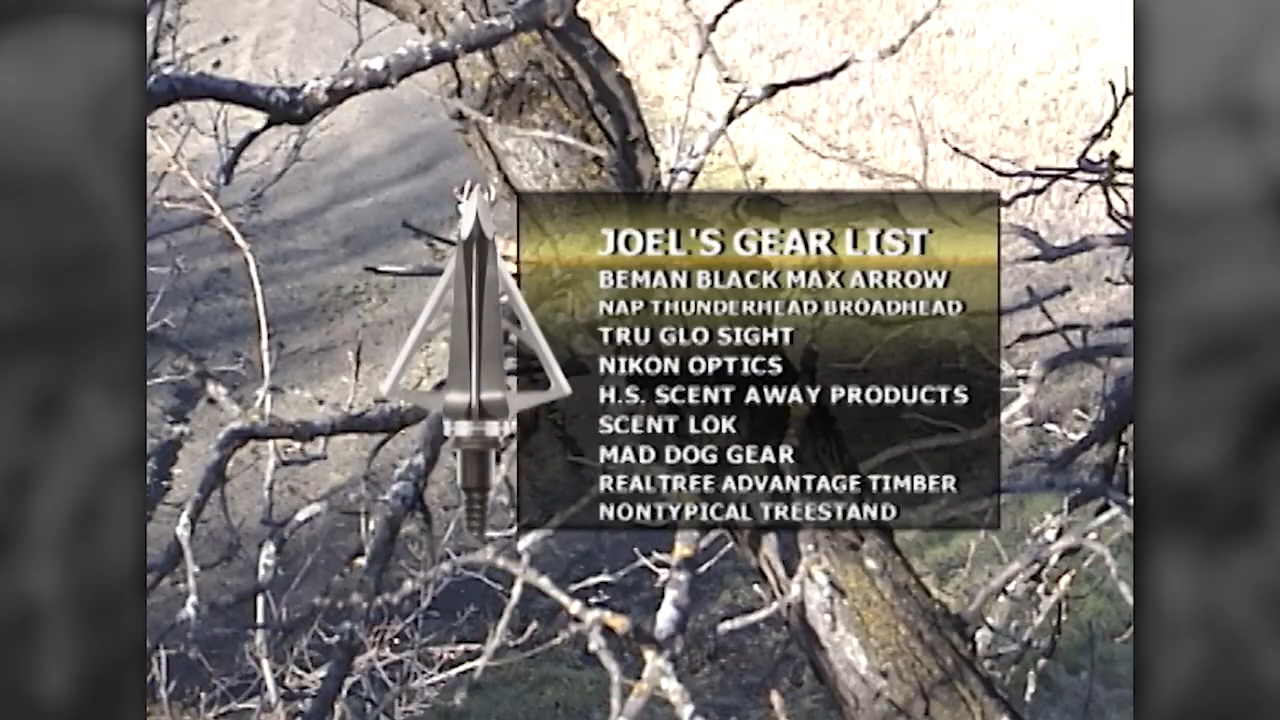 JOEL'S GEAR LIST
BEMAN BLACK MAX ARROW
NAP THUNDERHEAD BROADHEAD
TRU GLO SIGHT
NIKON OPTICS
H.S. SCENT AWAY PRODUCTS
SCENT LOK
MAD DOG GEAR
REALTREE ADVANTAGE TIMBER
NONTYPICAL TREESTAND